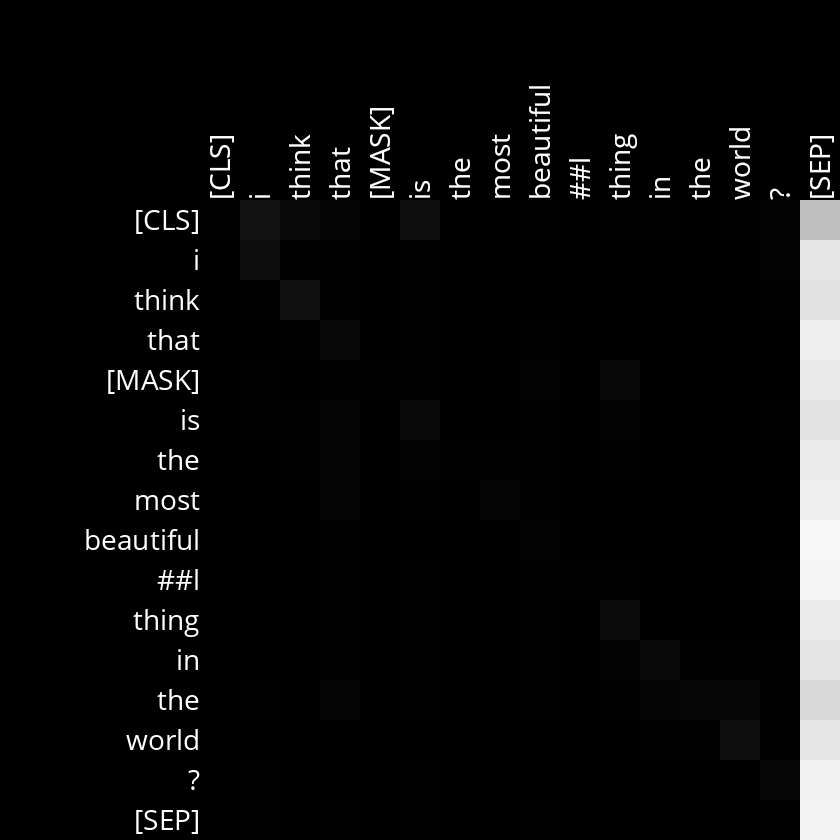 [CLS] i think that [MASK] is the most beautiful ##l thing in the world ? [SEP]
[CLS]
i
think
that
[MASK]
is
the
most
beautiful
##l
thing
in
the
world
?
[SEP]